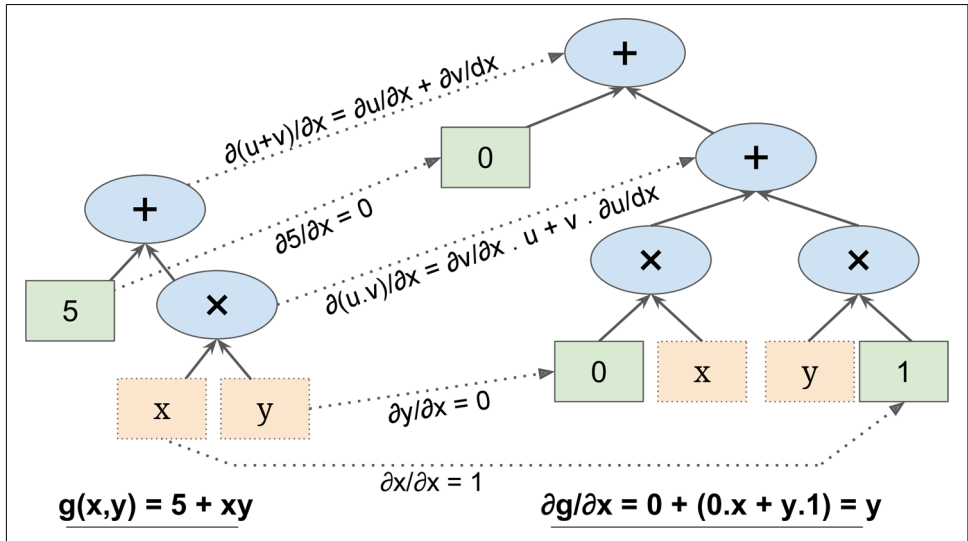 +
∂(u+v)/∂x = ∂u/∂x + ∂v/dx
0
+
+
∂5/∂x = 0
∂(u.v)/∂x = ∂v/∂x . u + v . ∂u/dx
×
×
5
×
0
x
y
1
x
y
∂y/∂x = 0
∂x/∂x = 1
g(x,y) = 5 + xy
∂g/∂x = 0 + (0.x + y.1) = y